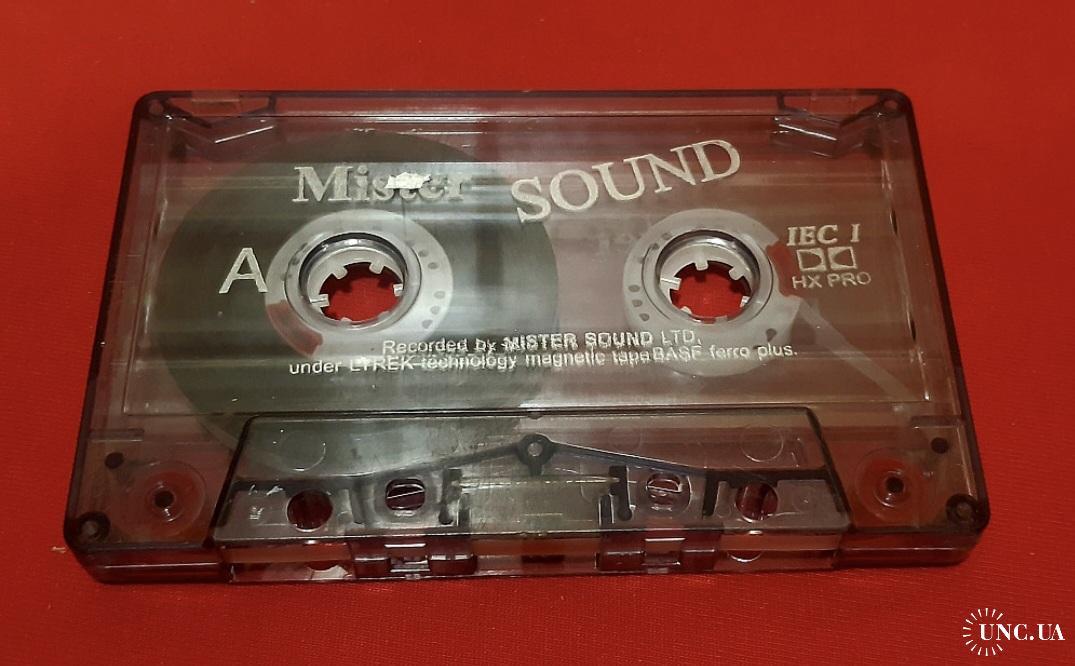 Mister SOUND
A
IEC I
HX PRO
Recorded by MISTER SOUND LTD.
under LYREK technology magnetic tape BASF ferro plus.
UNC.UA